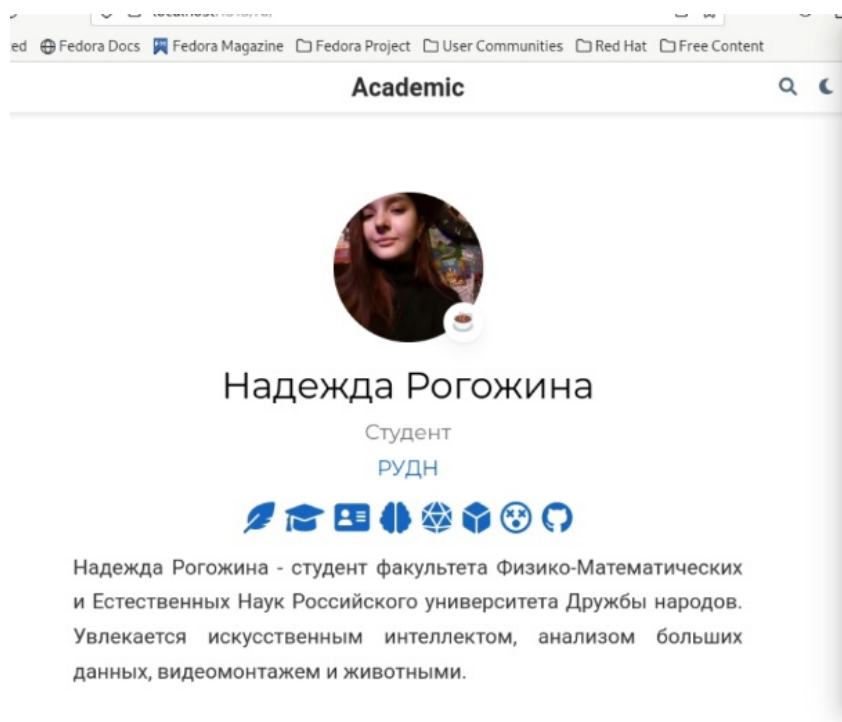 Fedora Docs Fedora Magazine Fedora Project User Communities Red Hat Free Content
Academic
Надежда Рогожина
Студент
РУДН
Надежда Рогожина - студент факультета Физико-Математических
и Естественных Наук Российского университета Дружбы народов.
Увлекается искусственным интеллектом, анализом больших
данных, видеомонтажем и животными.